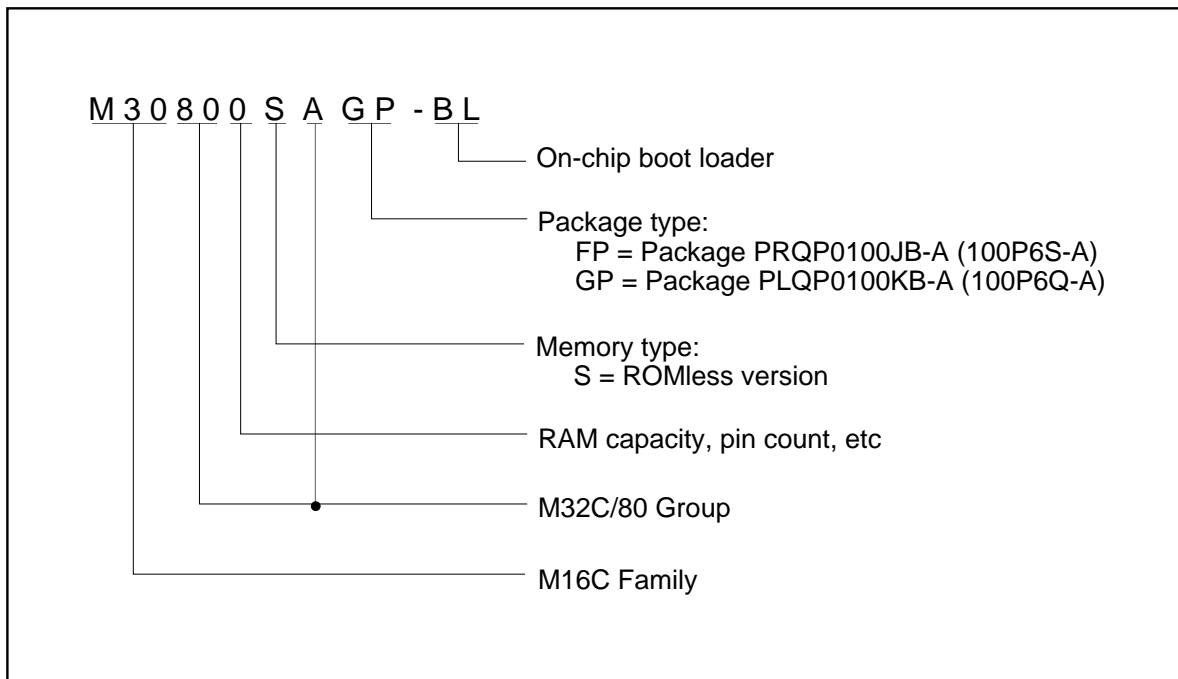 M30800SAGP-BL
On-chip boot loader
Package type:
FP = Package PRQP0100JB-A (100P6S-A)
GP = Package PLQP0100KB-A (100P6Q-A)
Memory type:
S = ROMless version
RAM capacity, pin count, etc
M32C/80 Group
M16C Family